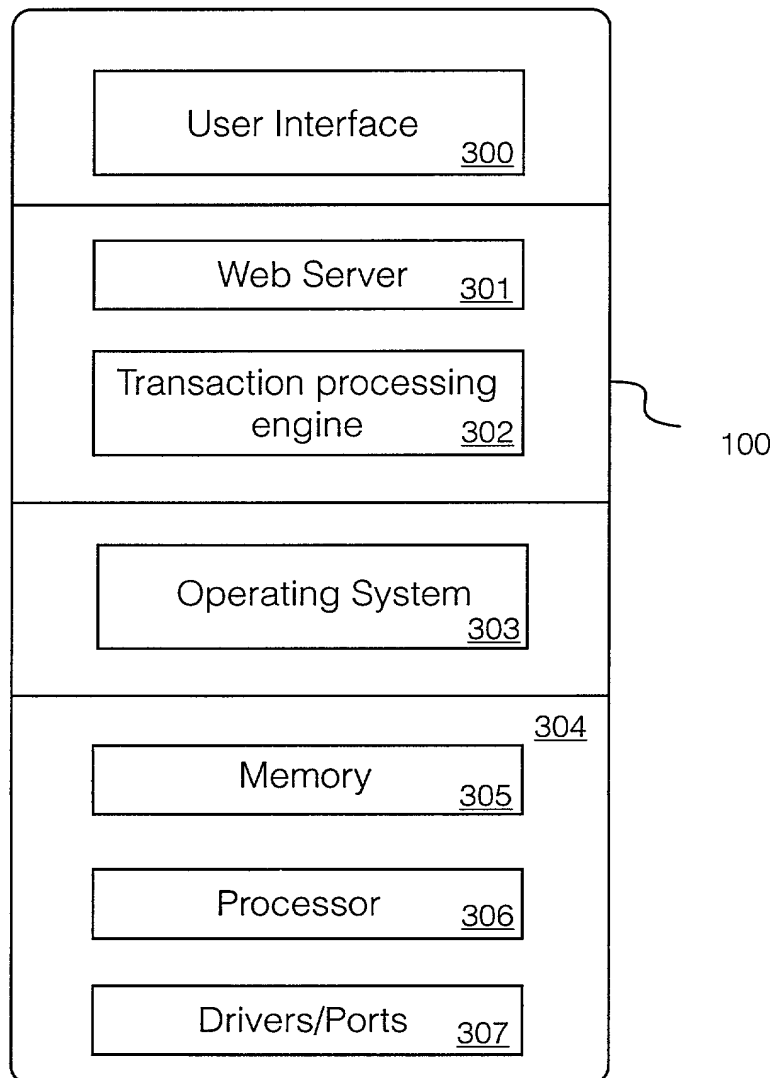 User Interface
300
Web Server
301
Transaction processing
engine
302
100
Operating System
303
304
Memory
305
Processor
306
Drivers/Ports
307